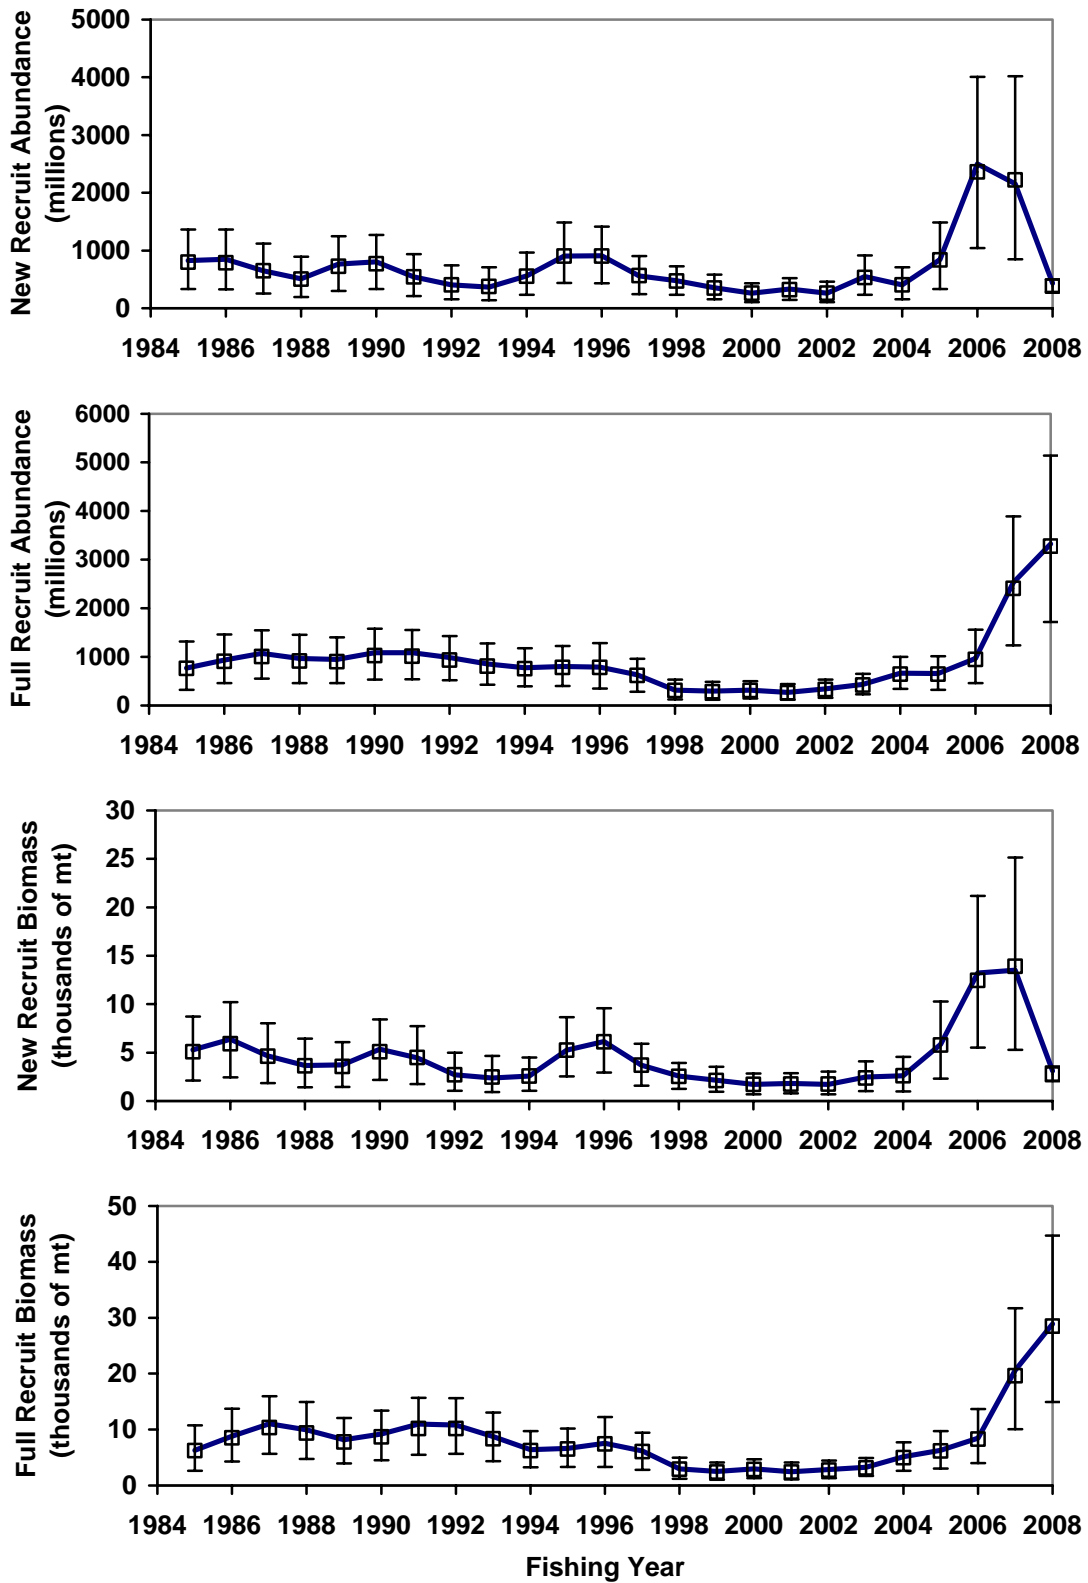 New Recruit Abundance
(millions)
5000
4000
3000
2000
1000
0
1984 1986 1988 1990 1992 1994 1996 1998 2000 2002 2004 2006 2008
Full Recruit Abundance
(millions)
6000
5000
4000
3000
2000
1000
0
1984 1986 1988 1990 1992 1994 1996 1998 2000 2002 2004 2006 2008
New Recruit Biomass
(thousands of mt)
30
25
20
15
10
5
0
1984 1986 1988 1990 1992 1994 1996 1998 2000 2002 2004 2006 2008
Full Recruit Biomass
(thousands of mt)
50
40
30
20
10
0
1984 1986 1988 1990 1992 1994 1996 1998 2000 2002 2004 2006 2008
Fishing Year